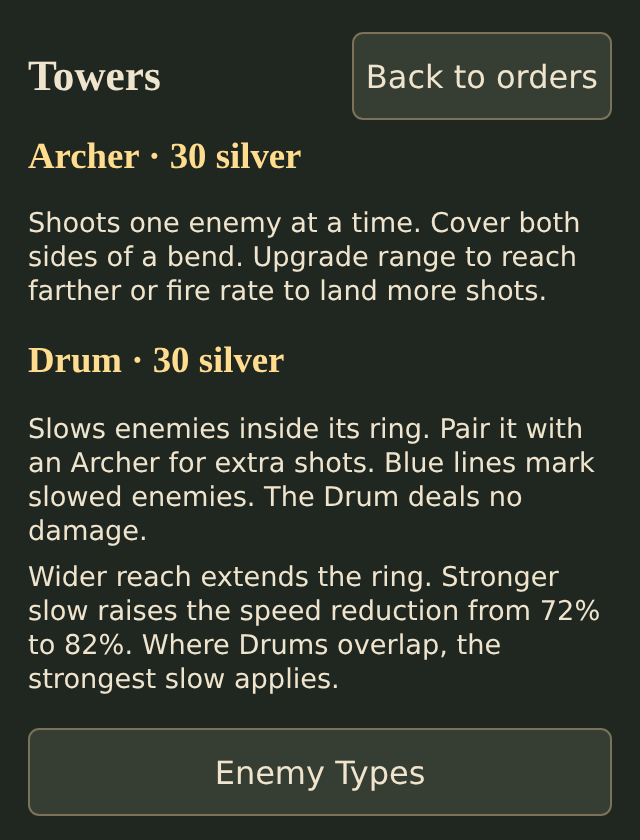 Towers
Back to orders
Archer · 30 silver
Shoots one enemy at a time. Cover both
sides of a bend. Upgrade range to reach
farther or fire rate to land more shots.
Drum · 30 silver
Slows enemies inside its ring. Pair it with
an Archer for extra shots. Blue lines mark
slowed enemies. The Drum deals no
damage.
Wider reach extends the ring. Stronger
slow raises the speed reduction from 72%
to 82%. Where Drums overlap, the
strongest slow applies.
Enemy Types